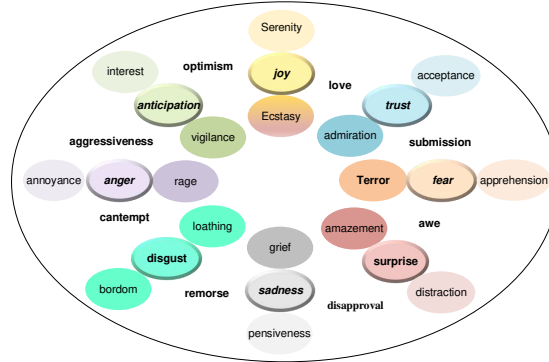 Serenity
optimism
joy
love
interest
acceptance
anticipation
trust
Ecstasy
vigilance
admiration
aggressiveness
submission
annoyance
anger
rage
Terror
fear
apprehension
cantempt
awe
loathing
grief
amazement
disgust
surprise
bordom
remorse
sadness
disapproval
distraction
pensiveness